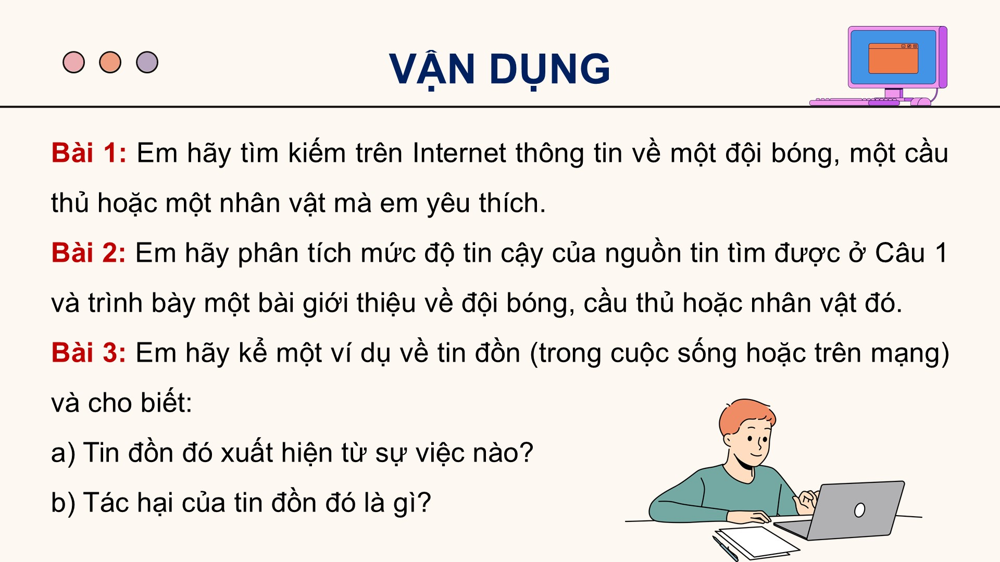 VẬN DỤNG
Bài 1: Em hãy tìm kiếm trên Internet thông tin về một đội bóng, một cầu
thủ hoặc một nhân vật mà em yêu thích.
Bài 2: Em hãy phân tích mức độ tin cậy của nguồn tin tìm được ở Câu 1
và trình bày một bài giới thiệu về đội bóng, cầu thủ hoặc nhân vật đó.
Bài 3: Em hãy kể một ví dụ về tin đồn (trong cuộc sống hoặc trên mạng)
và cho biết:
a) Tin đồn đó xuất hiện từ sự việc nào?
b) Tác hại của tin đồn đó là gì?